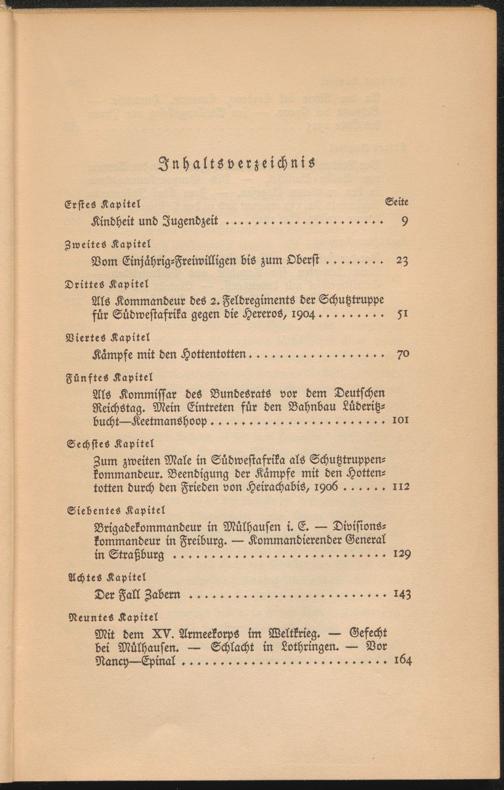 Inhaltsverzeichnis
Erstes Kapitel Seite
Kindheit und Jugendzeit ..................... 9
Zweites Kapitel
Vom Einjährig-Freiwilligen bis zum Oberst ........ 23
Drittes Kapitel
Als Kommandeur des 2. Feldregiments der Schutztruppe
für Südwestafrika gegen die Hereros, 1904 ......... 51
Viertes Kapitel
Kämpfe mit den Hottentotten .................. 70
Fünftes Kapitel
Als Kommissar des Bundesrats vor dem Deutschen
Reichstag. Mein Eintreten für den Bahnbau Lüderitz-
bucht—Keetmanshoop ....................... 101
Sechstes Kapitel
Zum zweiten Male in Südwestafrika als Schutztruppen-
kommandeur. Beendigung der Kämpfe mit den Hotten-
totten durch den Frieden von Heirachabis, 1906 ...... 112
Siebentes Kapitel
Brigadekommandeur in Mülhausen i. E. — Divisions-
kommandeur in Freiburg. — Kommandierender General
in Straßburg ............................ 129
Achtes Kapitel
Der Fall Zabern .......................... 143
Neuntes Kapitel
Mit dem XV. Armeekorps im Weltkrieg. — Gefecht
bei Mülhausen. — Schlacht in Lothringen. — Vor
Nancy—Epinal ........................... 164